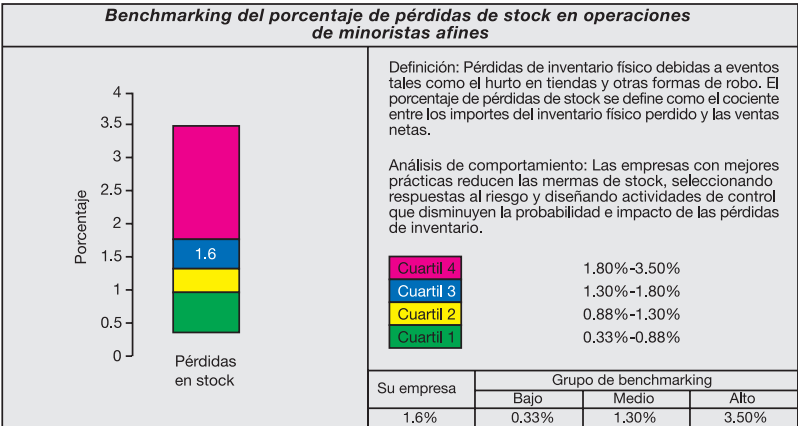 Benchmarking del porcentaje de pérdidas de stock en operaciones
de minoristas afines
4
3.5
3
2.5
2
1.5
1
0.5
0
Porcentaje
1.6
Pérdidas
en stock
Definición: Pérdidas de inventario físico debidas a eventos
tales como el hurto en tiendas y otras formas de robo. El
porcentaje de pérdidas de stock se define como el cociente
entre los importes del inventario físico perdido y las ventas
netas.
Análisis de comportamiento: Las empresas con mejores
prácticas reducen las mermas de stock, seleccionando
respuestas al riesgo y diseñando actividades de control
que disminuyen la probabilidad e impacto de las pérdidas
de inventario.
Cuartil 4 1.80%-3.50%
Cuartil 3 1.30%-1.80%
Cuartil 2 0.88%-1.30%
Cuartil 1 0.33%-0.88%
Su empresa Grupo de benchmarking
Bajo Medio Alto
1.6% 0.33% 1.30% 3.50%